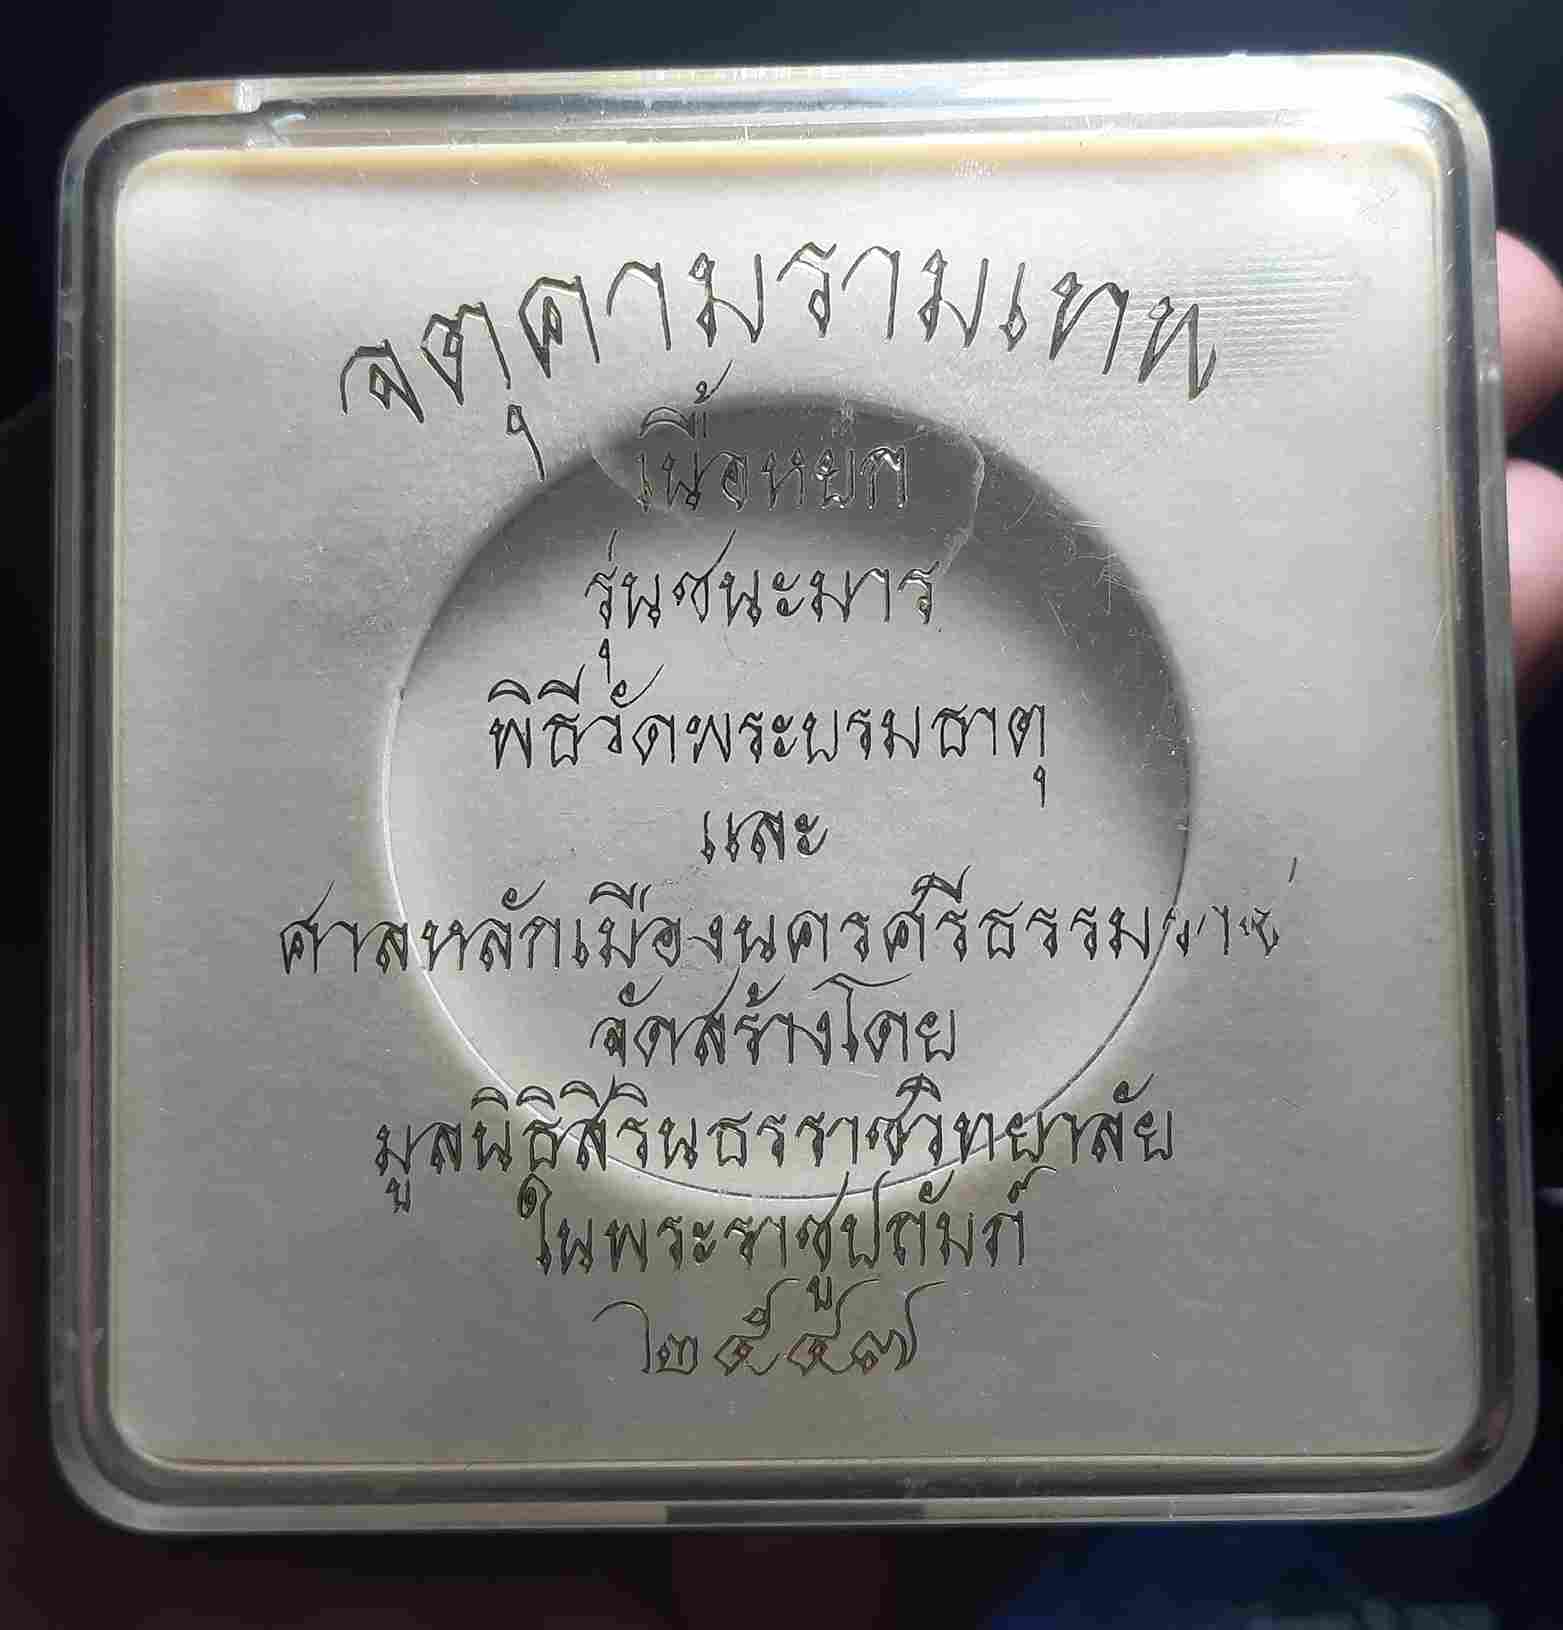 จตุคามรามเทพ
เนื้อหยก
รุ่นชนะมาร
พิธีวัดพระบรมธาตุ
และ
ศาลหลักเมืองนครศรีธรรมราช
จัดสร้างโดย
มูลนิธิสิรินธรราชวิทยาลัย
ในพระราชูปถัมภ์
๒๕๔๗